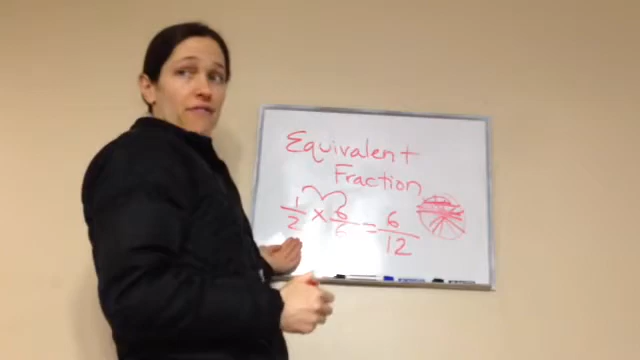 Equivalent
Fraction
1/2 × 6/6 = 6/12